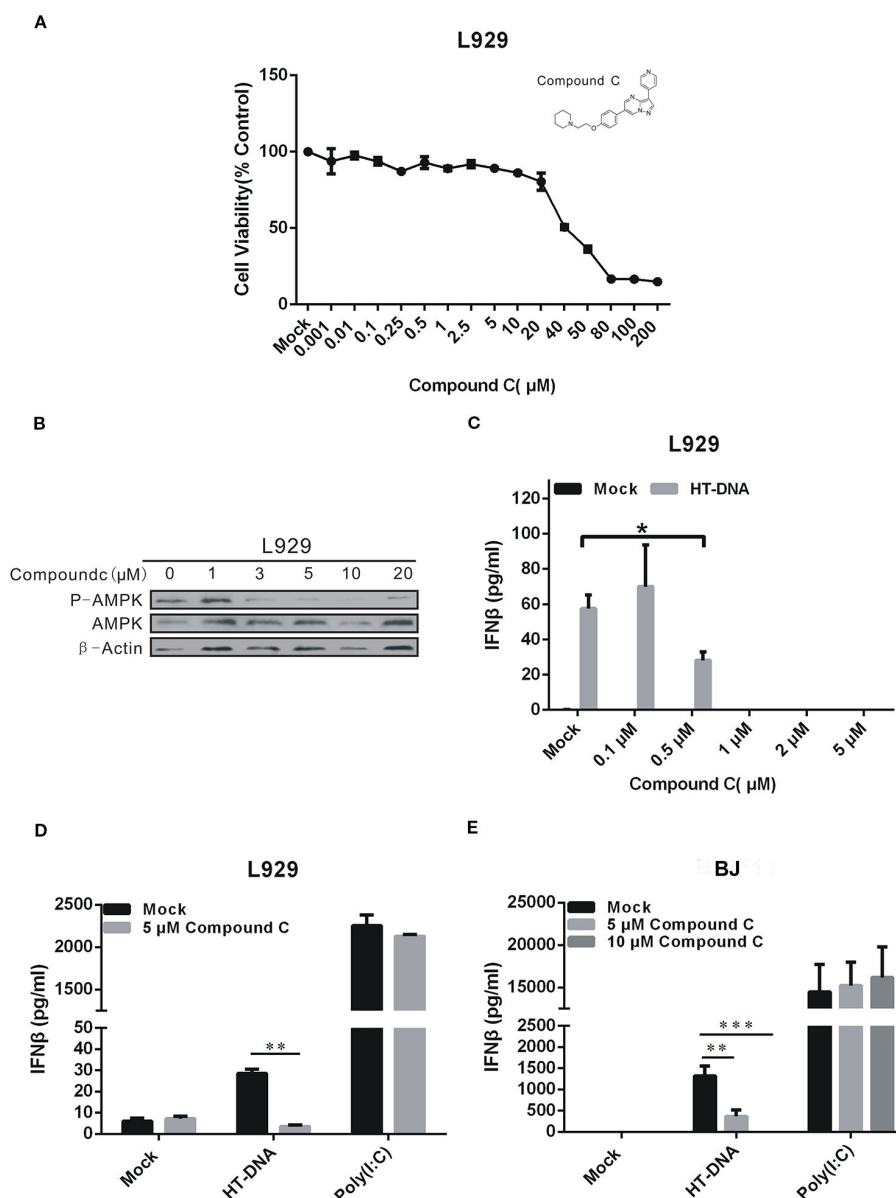 A
L929
Compound C
N
N
N
N
N
O
150
100
50
0
Cell Viability(% Control)
Mock 0.001 0.01 0.1 0.25 0.5 1 2.5 5 10 20 40 50 80 100 200
Compound C( µM)
B
L929
Compoundc(µM) 0 1 3 5 10 20
P-AMPK
AMPK
β-Actin
C
L929
Mock HT-DNA
*
120
100
80
60
40
20
0
IFNβ (pg/ml)
Mock 0.1 µM 0.5 µM 1 µM 2 µM 5 µM
Compound C( µM)
D
L929
Mock
5 µM Compound C
2500
2000
1500
50
40
30
20
10
0
IFNβ (pg/ml)
**
Mock HT-DNA Poly(I:C)
E
BJ
Mock
5 µM Compound C
10 µM Compound C
25000
20000
15000
2500
2000
1500
1000
500
0
IFNβ (pg/ml)
***
**
Mock HT-DNA Poly(I:C)